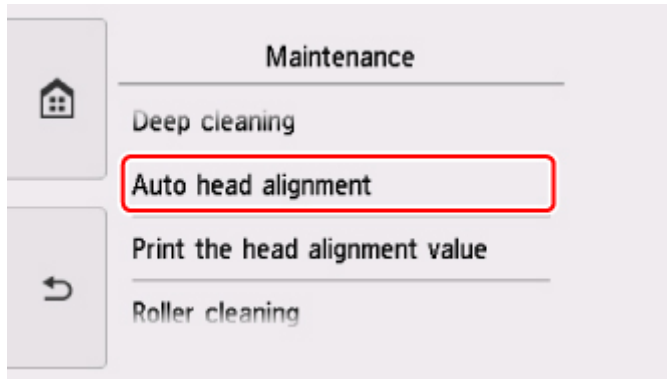 Maintenance
Deep cleaning
Auto head alignment
Print the head alignment value
Roller cleaning